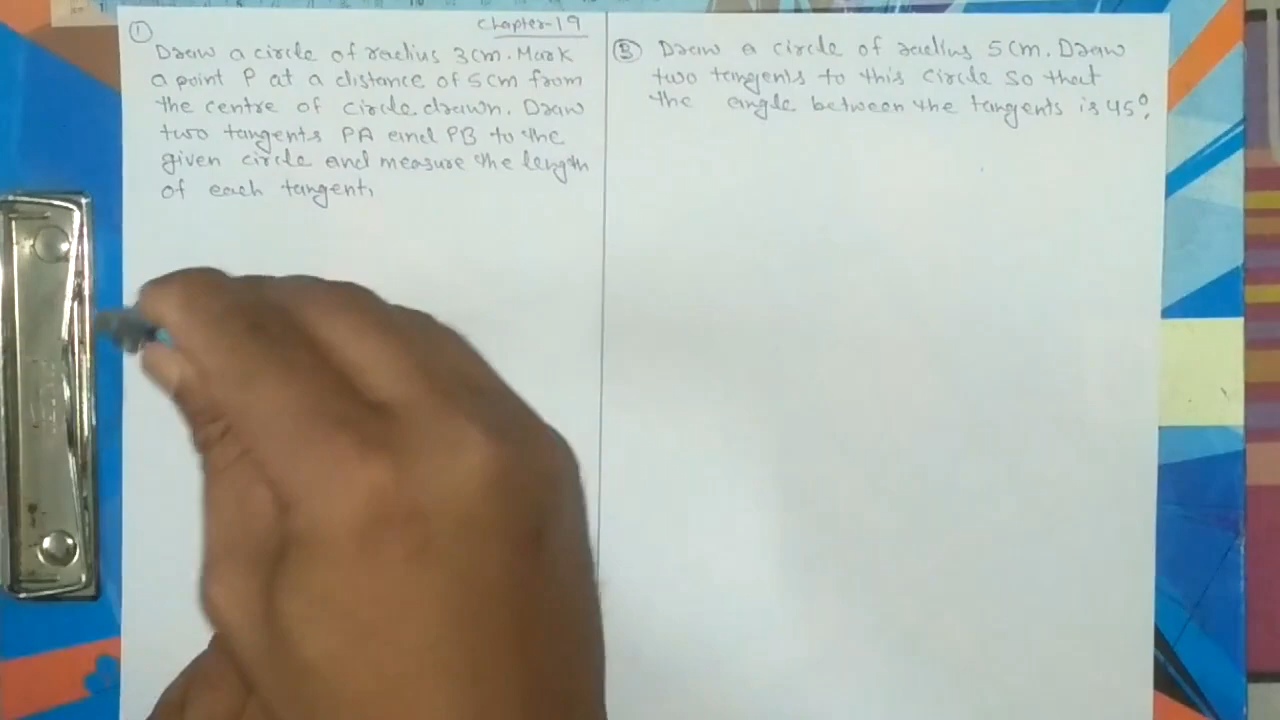 Chapter-19
①
Draw a circle of radius 3cm. Mark
a point P at a distance of 5cm from
the centre of circle drawn. Draw
two tangents PA and PB to the
given circle and measure the length
of each tangent,
③ Draw a circle of radius 5cm. Draw
two tangents to this circle so that
the angle between the tangents is 45°.